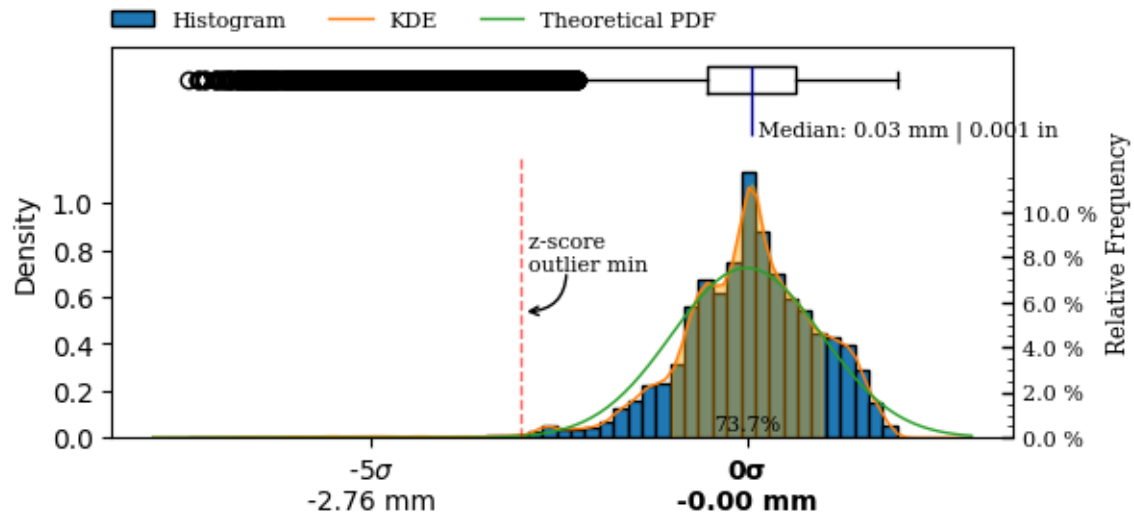 Histogram KDE Theoretical PDF
Median: 0.03 mm | 0.001 in
Density
1.0
0.8
0.6
0.4
0.2
0.0
z-score
outlier min
73.7%
10.0 %
8.0 %
6.0 %
4.0 %
2.0 %
0.0 %
Relative Frequency
-5σ
-2.76 mm
0σ
-0.00 mm